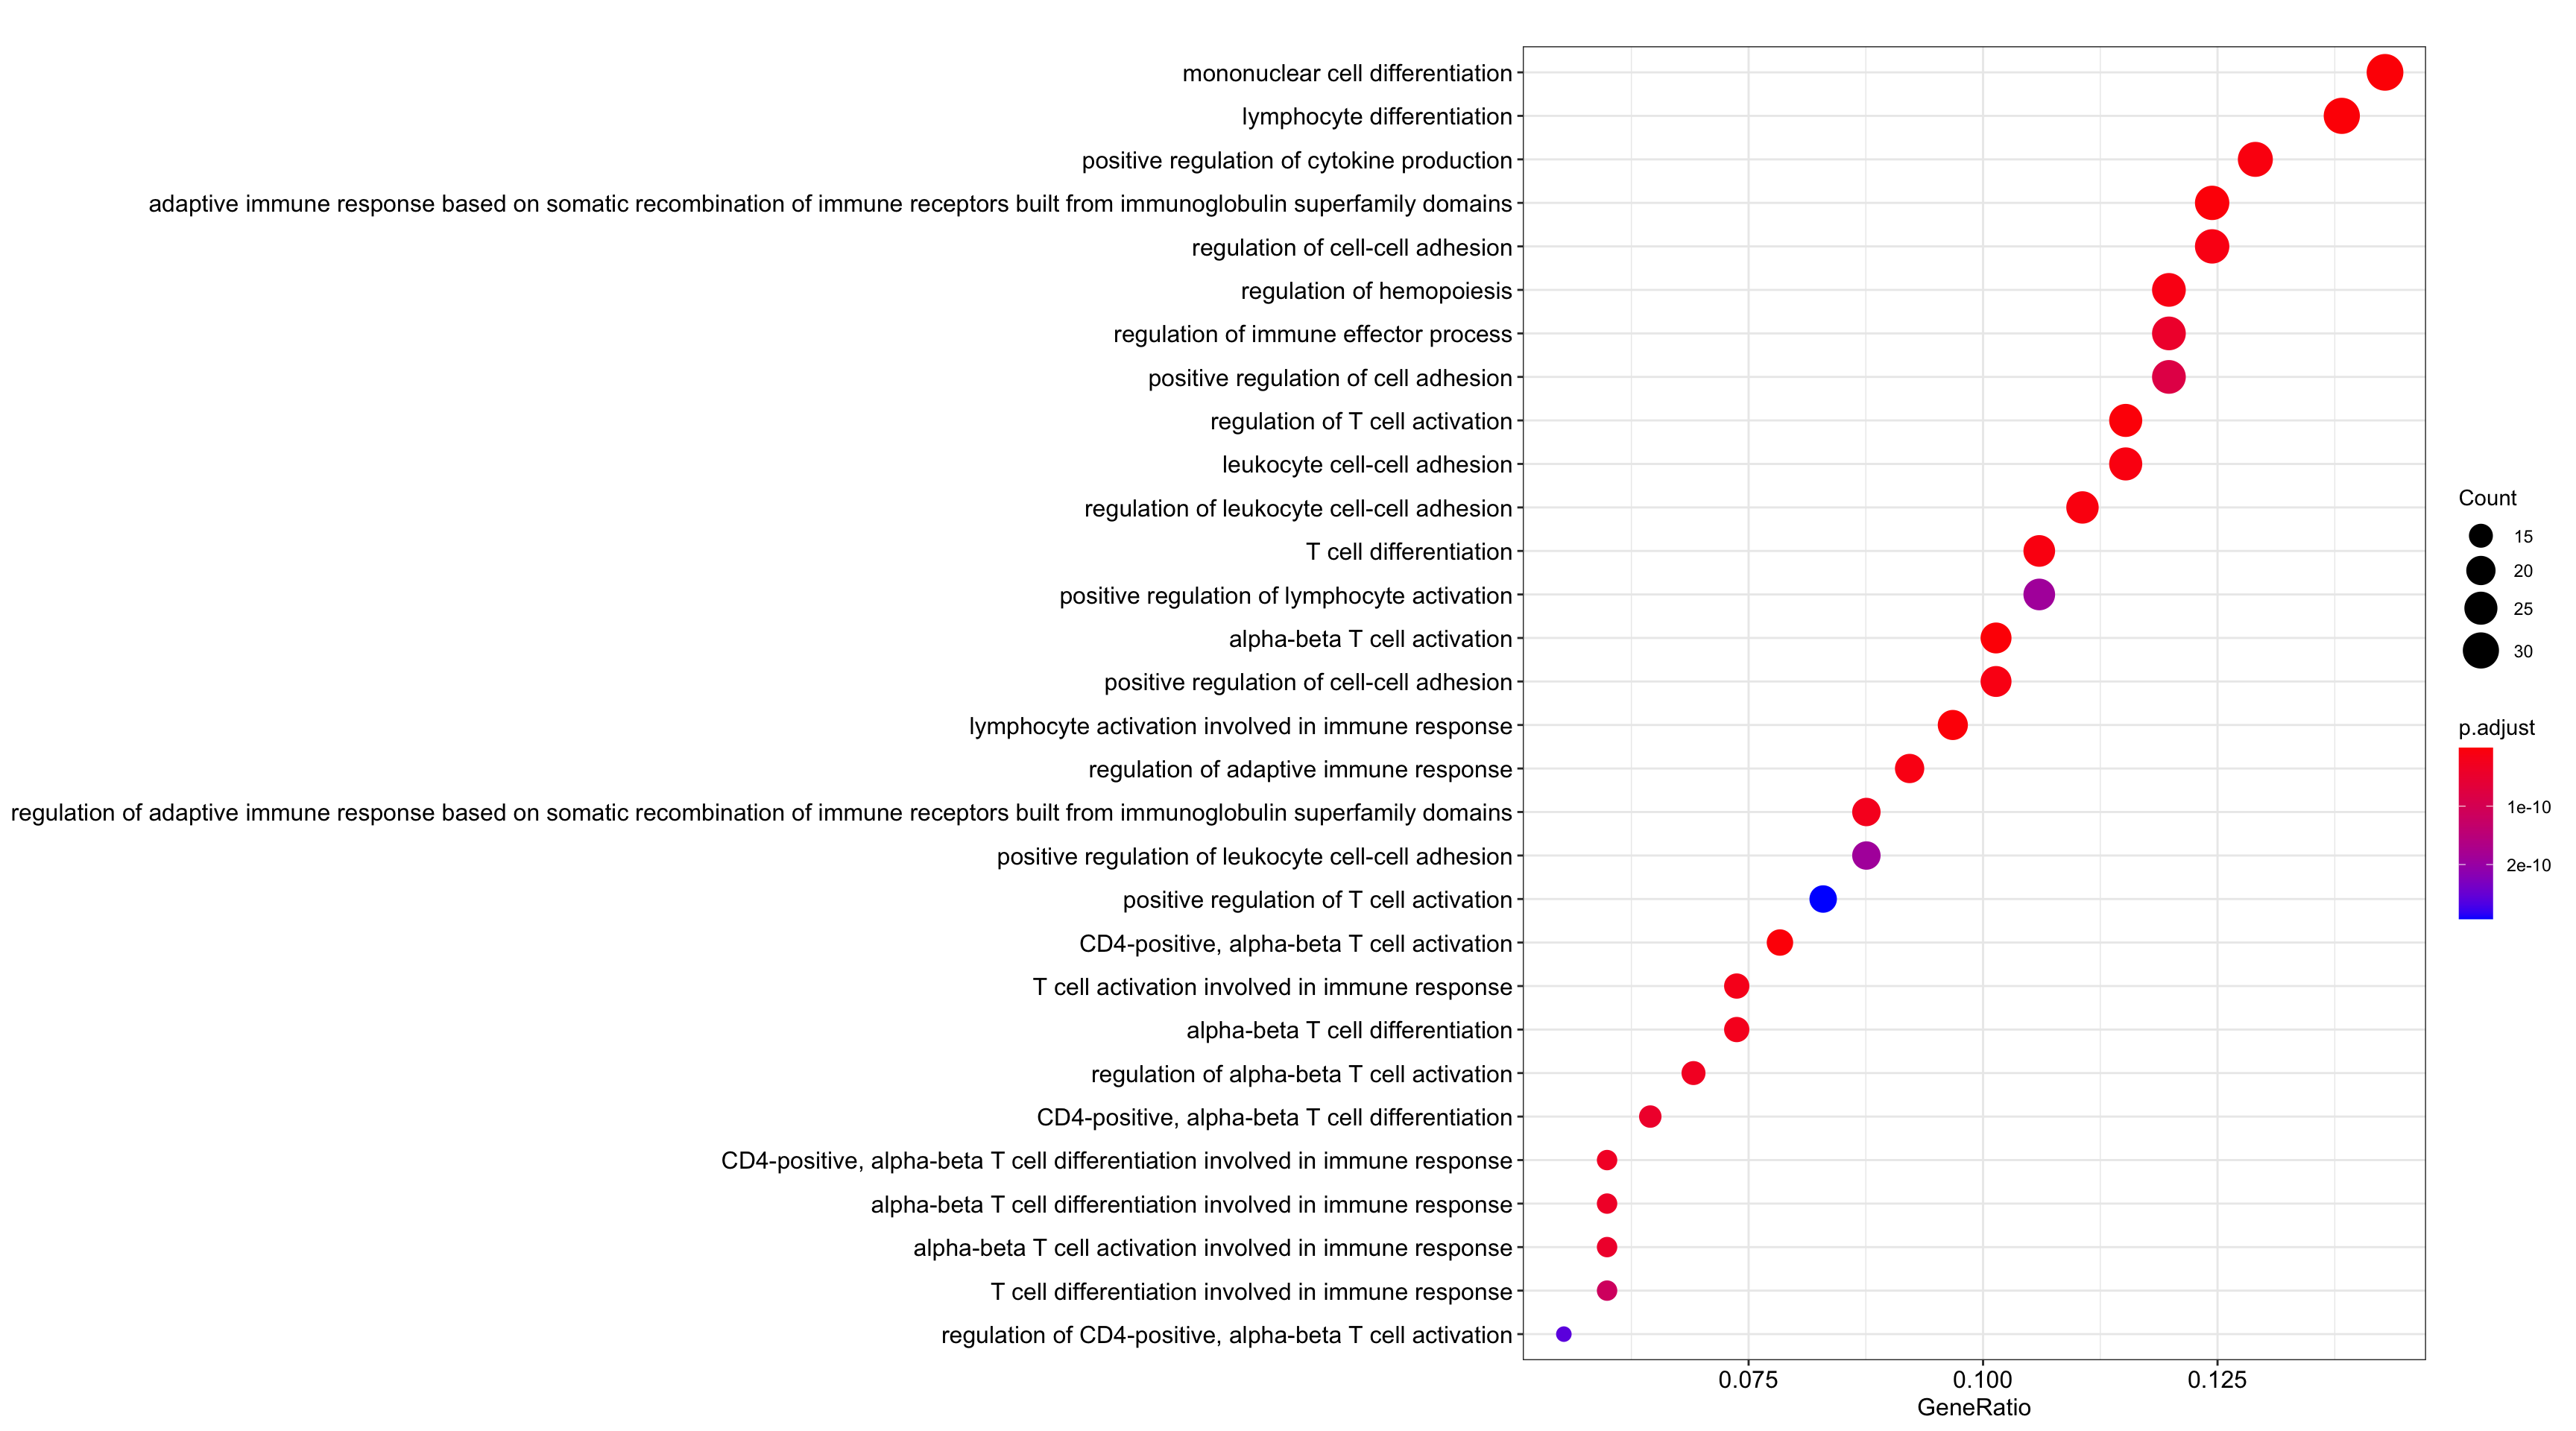 mononuclear cell differentiation
lymphocyte differentiation
positive regulation of cytokine production
adaptive immune response based on somatic recombination of immune receptors built from immunoglobulin superfamily domains
regulation of cell-cell adhesion
regulation of hemopoiesis
regulation of immune effector process
positive regulation of cell adhesion
regulation of T cell activation
leukocyte cell-cell adhesion
regulation of leukocyte cell-cell adhesion
T cell differentiation
positive regulation of lymphocyte activation
alpha-beta T cell activation
positive regulation of cell-cell adhesion
lymphocyte activation involved in immune response
regulation of adaptive immune response
regulation of adaptive immune response based on somatic recombination of immune receptors built from immunoglobulin superfamily domains
positive regulation of leukocyte cell-cell adhesion
positive regulation of T cell activation
CD4-positive, alpha-beta T cell activation
T cell activation involved in immune response
alpha-beta T cell differentiation
regulation of alpha-beta T cell activation
CD4-positive, alpha-beta T cell differentiation
CD4-positive, alpha-beta T cell differentiation involved in immune response
alpha-beta T cell differentiation involved in immune response
alpha-beta T cell activation involved in immune response
T cell differentiation involved in immune response
regulation of CD4-positive, alpha-beta T cell activation
0.075 0.100 0.125
GeneRatio
Count
15
20
25
30
p.adjust
1e-10
2e-10